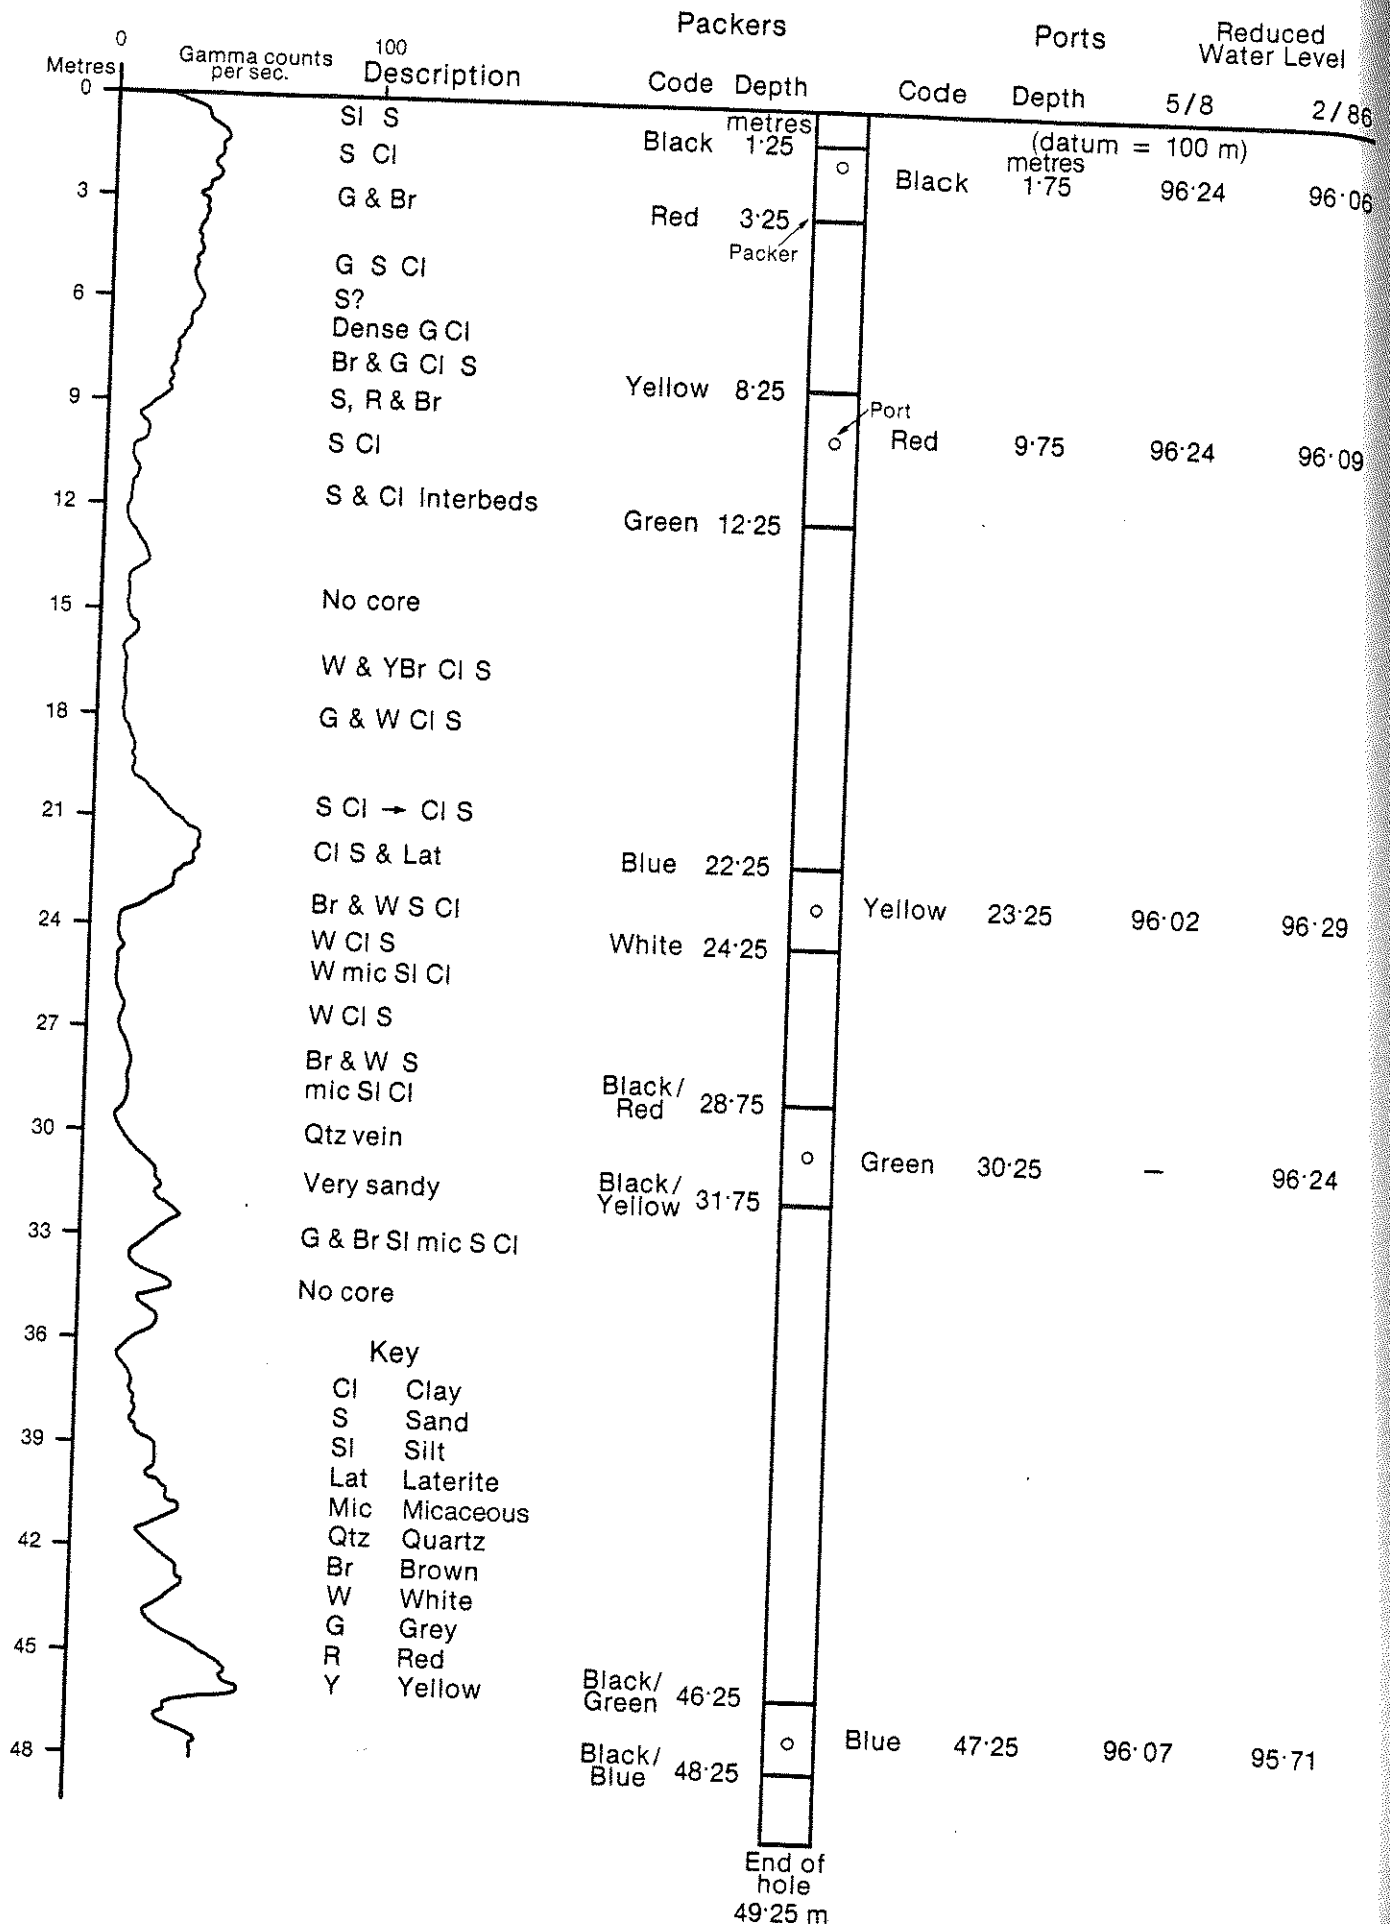 Packers Ports Reduced
Water Level
0 Gamma counts
per sec. 100
Metres Description Code Depth Code Depth 5/8 2/86
0
Sl S metres (datum = 100 m)
Black 1·25 metres
S Cl Black 1·75 96·24 96·06
3 G & Br Red 3·25
Packer
G S Cl
6 S?
Dense G Cl
Br & G Cl S Yellow 8·25
9 S, R & Br Port
S Cl Red 9·75 96·24 96·09
12 S & Cl Interbeds Green 12·25
15 No core
W & YBr Cl S
18 G & W Cl S
21 S Cl → Cl S
Cl S & Lat Blue 22·25
24 Br & W S Cl Yellow 23·25 96·02 96·29
W Cl S White 24·25
W mic Sl Cl
27 W Cl S
Br & W S
mic Sl Cl Black/
Red 28·75
30 Qtz vein Green 30·25 — 96·24
Very sandy Black/
Yellow 31·75
33 G & Br Sl mic S Cl
No core
36 Key
Cl Clay
S Sand
39 Sl Silt
Lat Laterite
Mic Micaceous
42 Qtz Quartz
Br Brown
W White
45 G Grey
R Red
Y Yellow Black/
Green 46·25
48 Blue 47·25 96·07 95·71
Black/
Blue 48·25
End of
hole
49·25 m